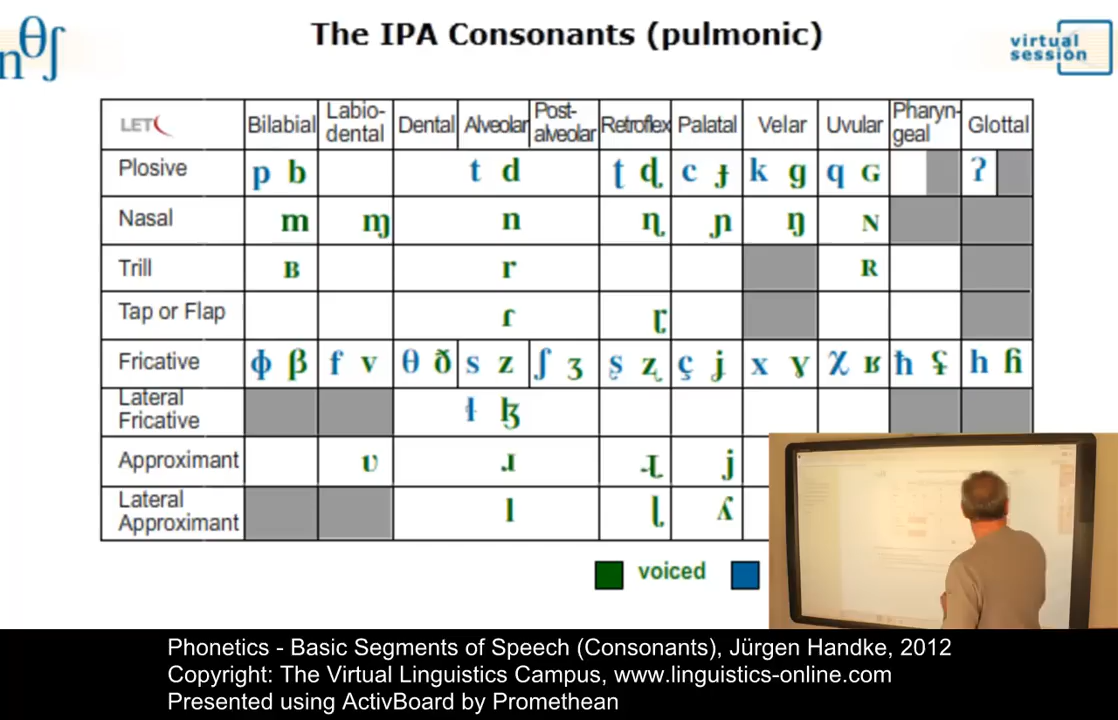 The IPA Consonants (pulmonic)
nθʃ
virtual
session
LET Bilabial Labio-dental Dental Alveolar Post-alveolar Retroflex Palatal Velar Uvular Pharyn-geal Glottal
Plosive p b t d ʈ ɖ c ɟ k g q ɢ ʔ
Nasal m ɱ n ɳ ɲ ŋ ɴ
Trill ʙ r ʀ
Tap or Flap ɾ ɽ
Fricative ɸ β f v θ ð s z ʃ ʒ ʂ ʐ ç ʝ x ɣ χ ʁ ħ ʕ h ɦ
Lateral Fricative ɬ ɮ
Approximant ʋ ɹ ɻ j
Lateral Approximant l ɭ ʎ
voiced
Phonetics - Basic Segments of Speech (Consonants), Jürgen Handke, 2012
Copyright: The Virtual Linguistics Campus, www.linguistics-online.com
Presented using ActivBoard by Promethean